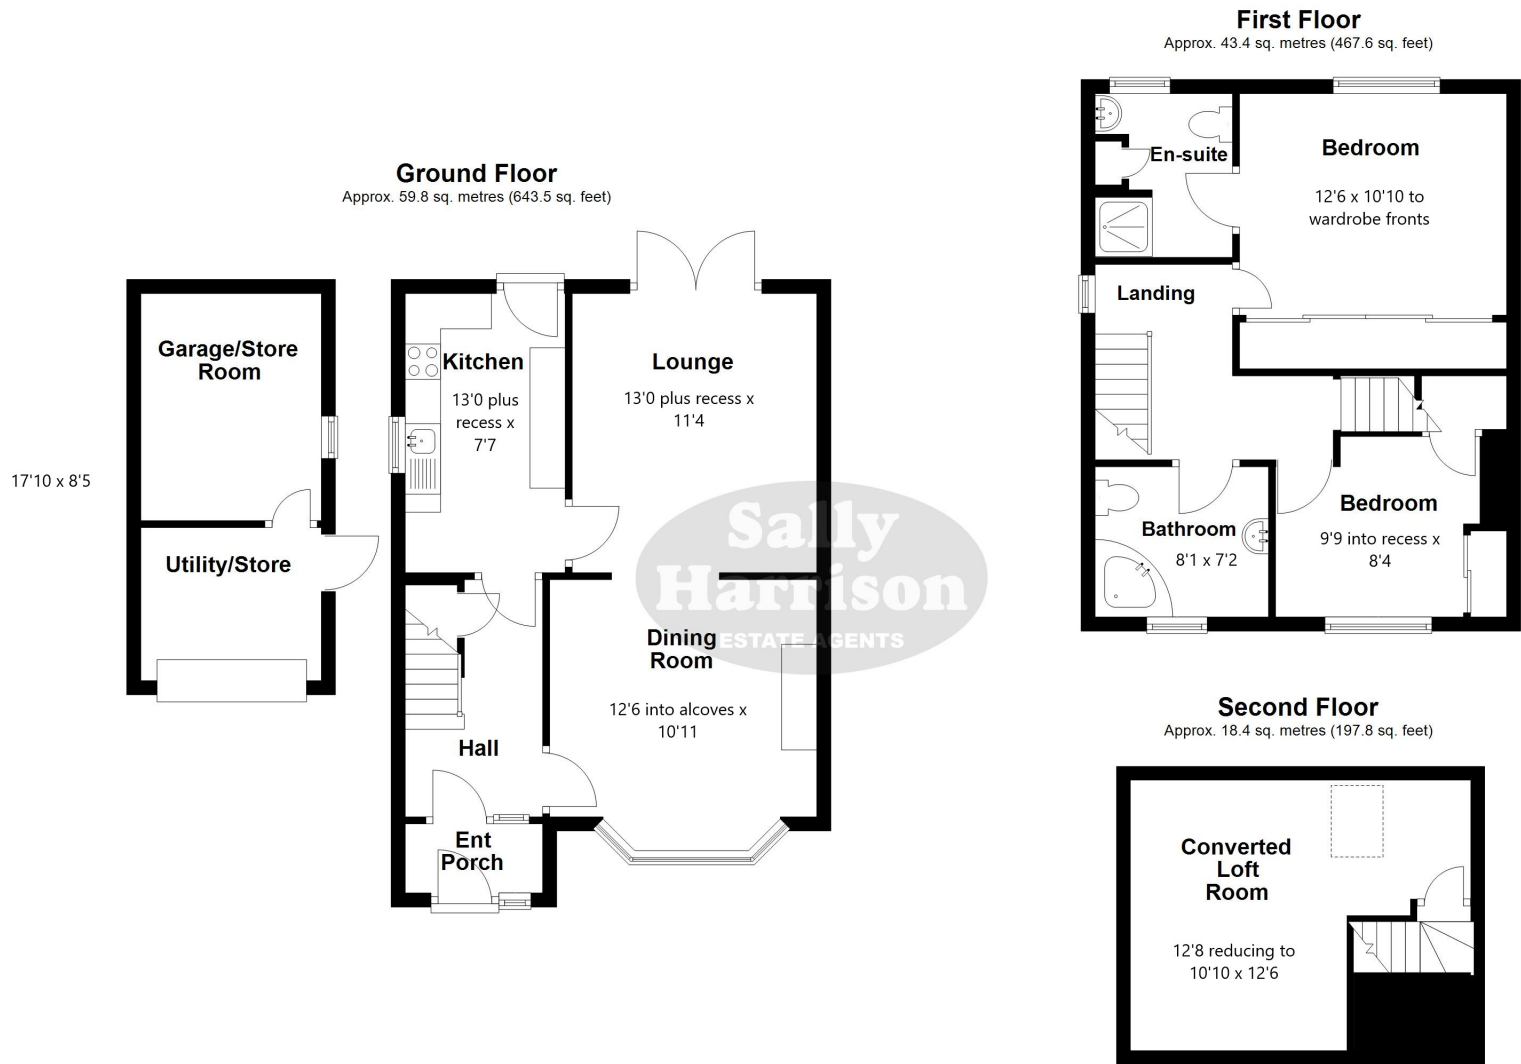 First Floor
Approx. 43.4 sq. metres (467.6 sq. feet)
En-suite
Bedroom
12'6 x 10'10 to
wardrobe fronts
Landing
Bathroom
8'1 x 7'2
Bedroom
9'9 into recess x
8'4
Ground Floor
Approx. 59.8 sq. metres (643.5 sq. feet)
Garage/Store
Room
17'10 x 8'5
Utility/Store
Kitchen
13'0 plus
recess x
7'7
Lounge
13'0 plus recess x
11'4
Sally
Harrison
ESTATE AGENTS
Dining
Room
12'6 into alcoves x
10'11
Hall
Ent
Porch
Second Floor
Approx. 18.4 sq. metres (197.8 sq. feet)
Converted
Loft
Room
12'8 reducing to
10'10 x 12'6